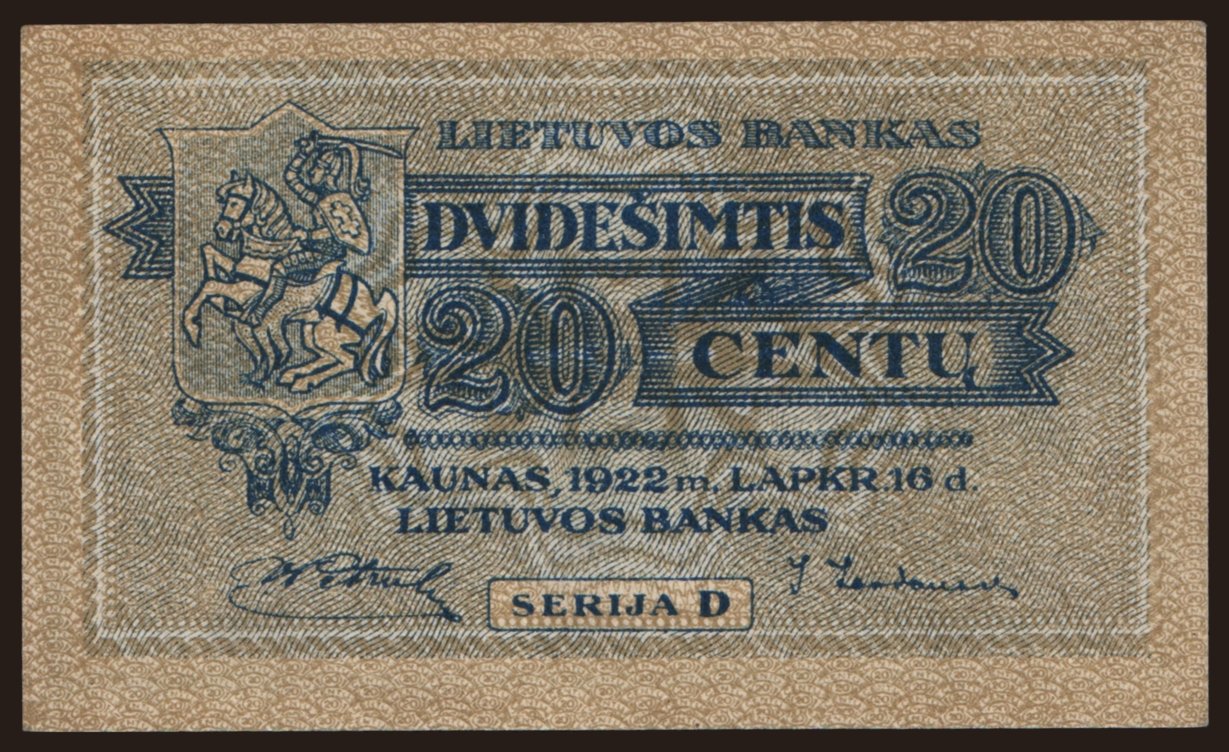 LIETUVOS BANKAS
DVIDEŠIMTIS 20
20 CENTŲ
KAUNAS, 1922 m. LAPKR. 16 d.
LIETUVOS BANKAS
SERIJA D